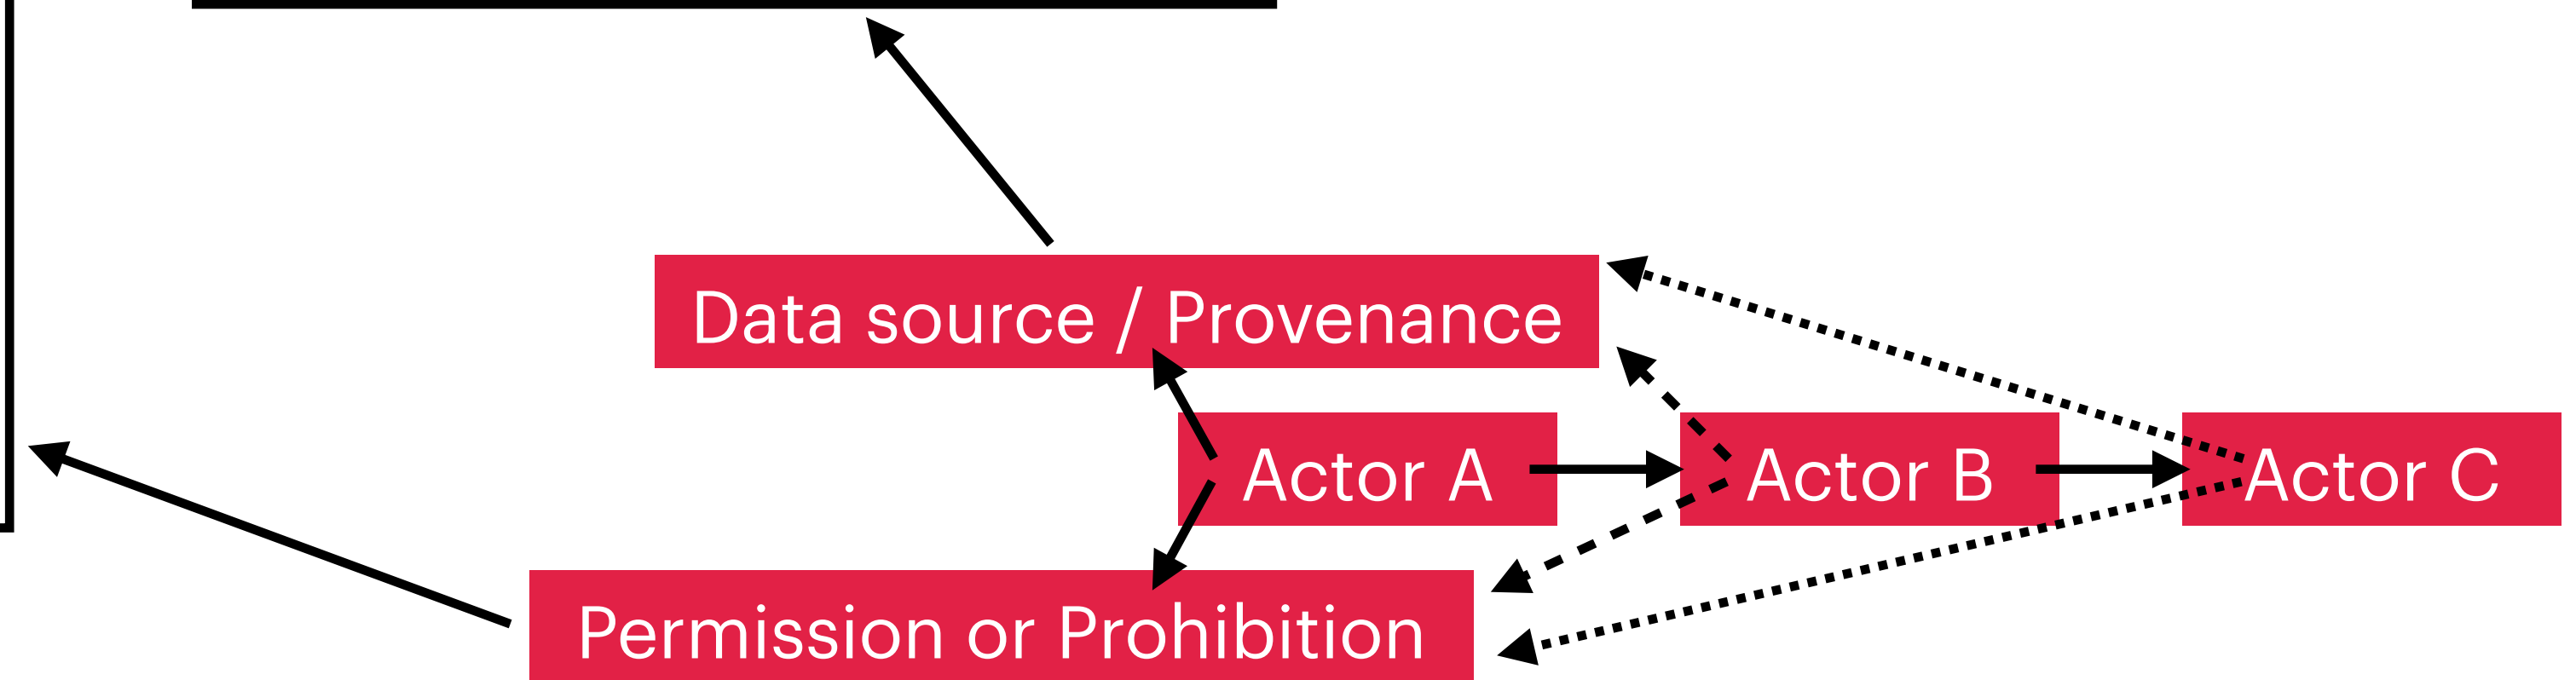 Data source / Provenance
Actor A
Actor B
Actor C
Permission or Prohibition